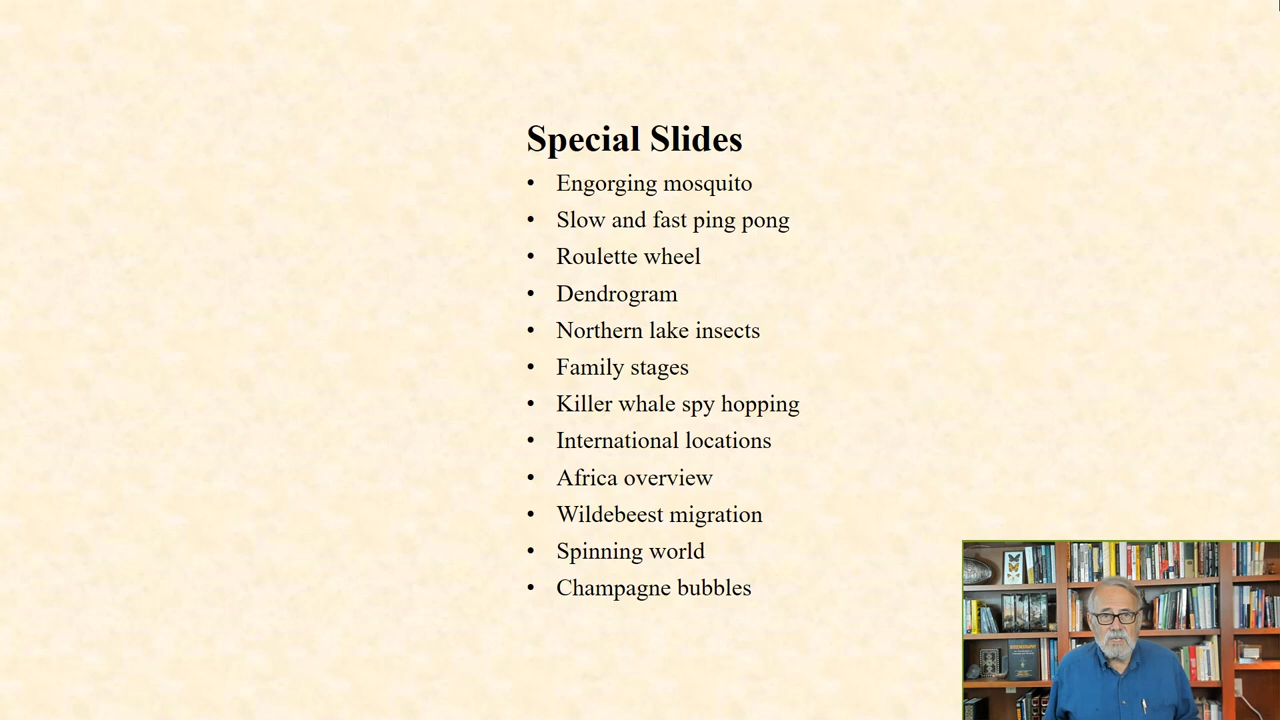 Special Slides
• Engorging mosquito
• Slow and fast ping pong
• Roulette wheel
• Dendrogram
• Northern lake insects
• Family stages
• Killer whale spy hopping
• International locations
• Africa overview
• Wildebeest migration
• Spinning world
• Champagne bubbles